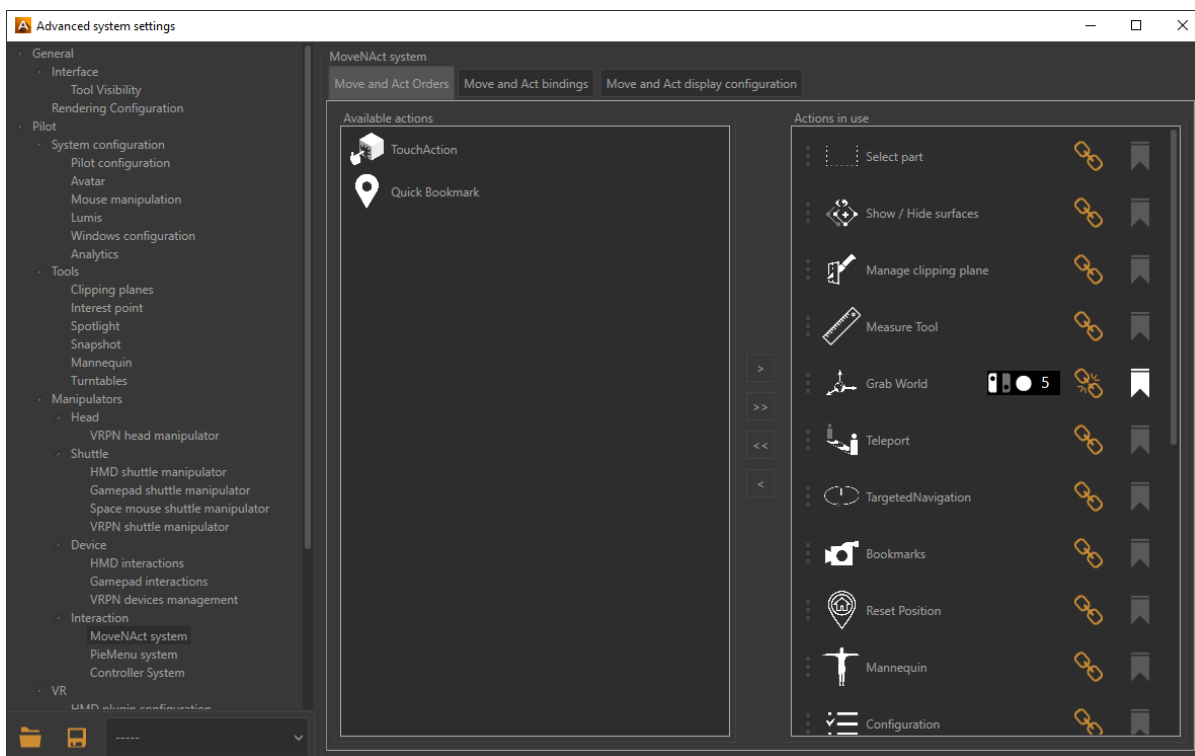 Advanced system settings
General
Interface
Tool Visibility
Rendering Configuration
Pilot
System configuration
Pilot configuration
Avatar
Mouse manipulation
Lumis
Windows configuration
Analytics
Tools
Clipping planes
Interest point
Spotlight
Snapshot
Mannequin
Turntables
Manipulators
Head
VRPN head manipulator
Shuttle
HMD shuttle manipulator
Gamepad shuttle manipulator
Space mouse shuttle manipulator
VRPN shuttle manipulator
Device
HMD interactions
Gamepad interactions
VRPN devices management
Interaction
MoveNAct system
PieMenu system
Controller System
VR
HMD plugin configuration
-----
MoveNAct system
Move and Act Orders
Move and Act bindings
Move and Act display configuration
Available actions
TouchAction
Quick Bookmark
>
>>
<<
<
Actions in use
Select part
Show / Hide surfaces
Manage clipping plane
Measure Tool
Grab World 5
Teleport
TargetedNavigation
Bookmarks
Reset Position
Mannequin
Configuration